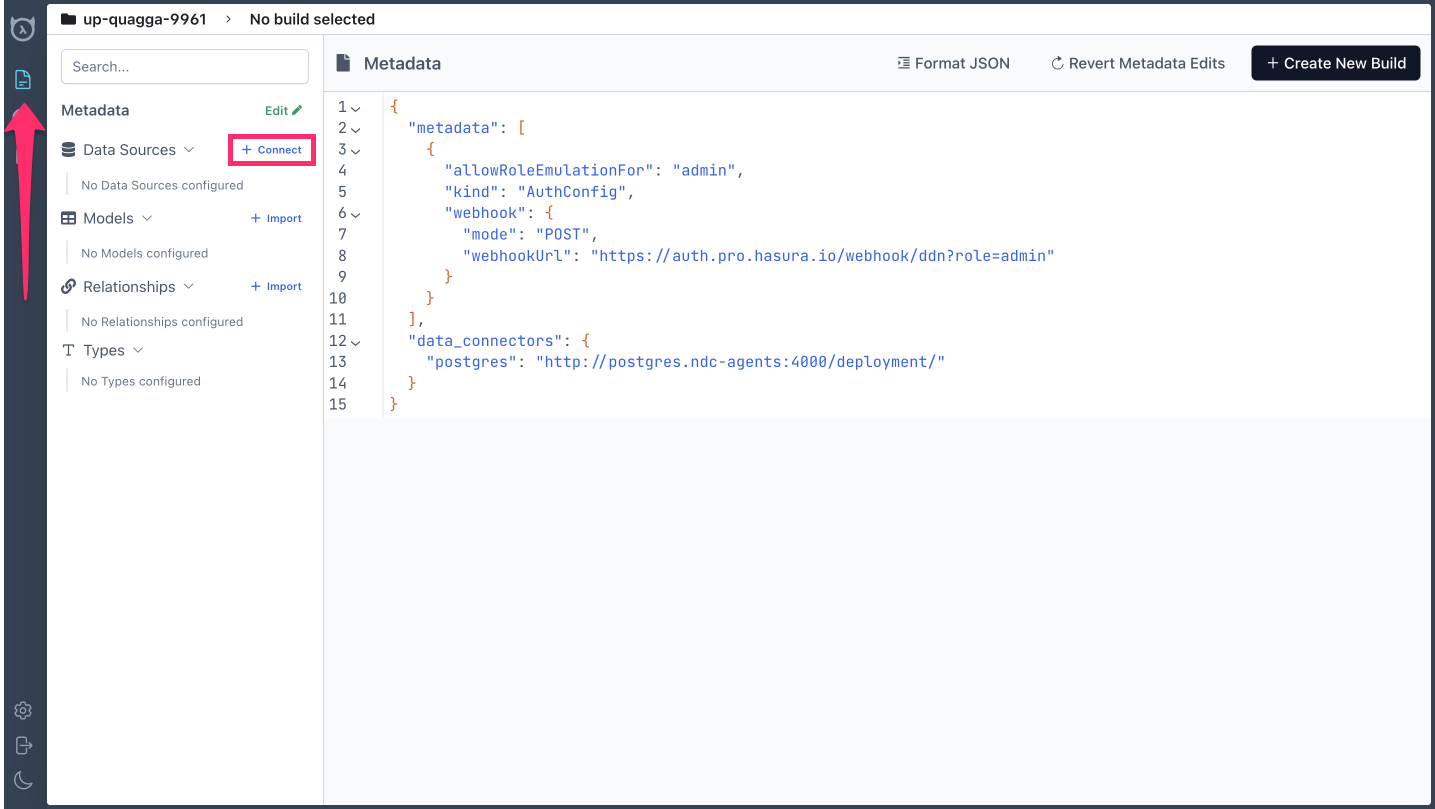 up-quagga-9961 › No build selected
Search...
Metadata
Edit
Data Sources
+ Connect
No Data Sources configured
Models
+ Import
No Models configured
Relationships
+ Import
No Relationships configured
Types
No Types configured
Metadata
Format JSON
Revert Metadata Edits
+ Create New Build
1 {
2 "metadata": [
3 {
4 "allowRoleEmulationFor": "admin",
5 "kind": "AuthConfig",
6 "webhook": {
7 "mode": "POST",
8 "webhookUrl": "https://auth.pro.hasura.io/webhook/ddn?role=admin"
9 }
10 }
11 ],
12 "data_connectors": {
13 "postgres": "http://postgres.ndc-agents:4000/deployment/"
14 }
15 }